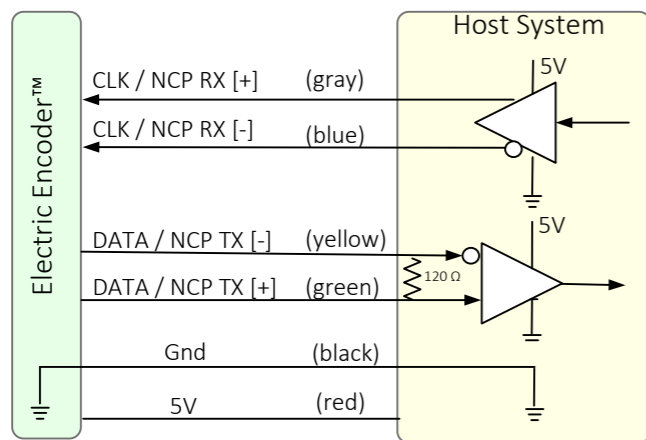 Host System
Electric Encoder™
5V
CLK / NCP RX [+] (gray)
CLK / NCP RX [-] (blue)
5V
DATA / NCP TX [-] (yellow)
120 Ω
DATA / NCP TX [+] (green)
Gnd (black)
5V (red)